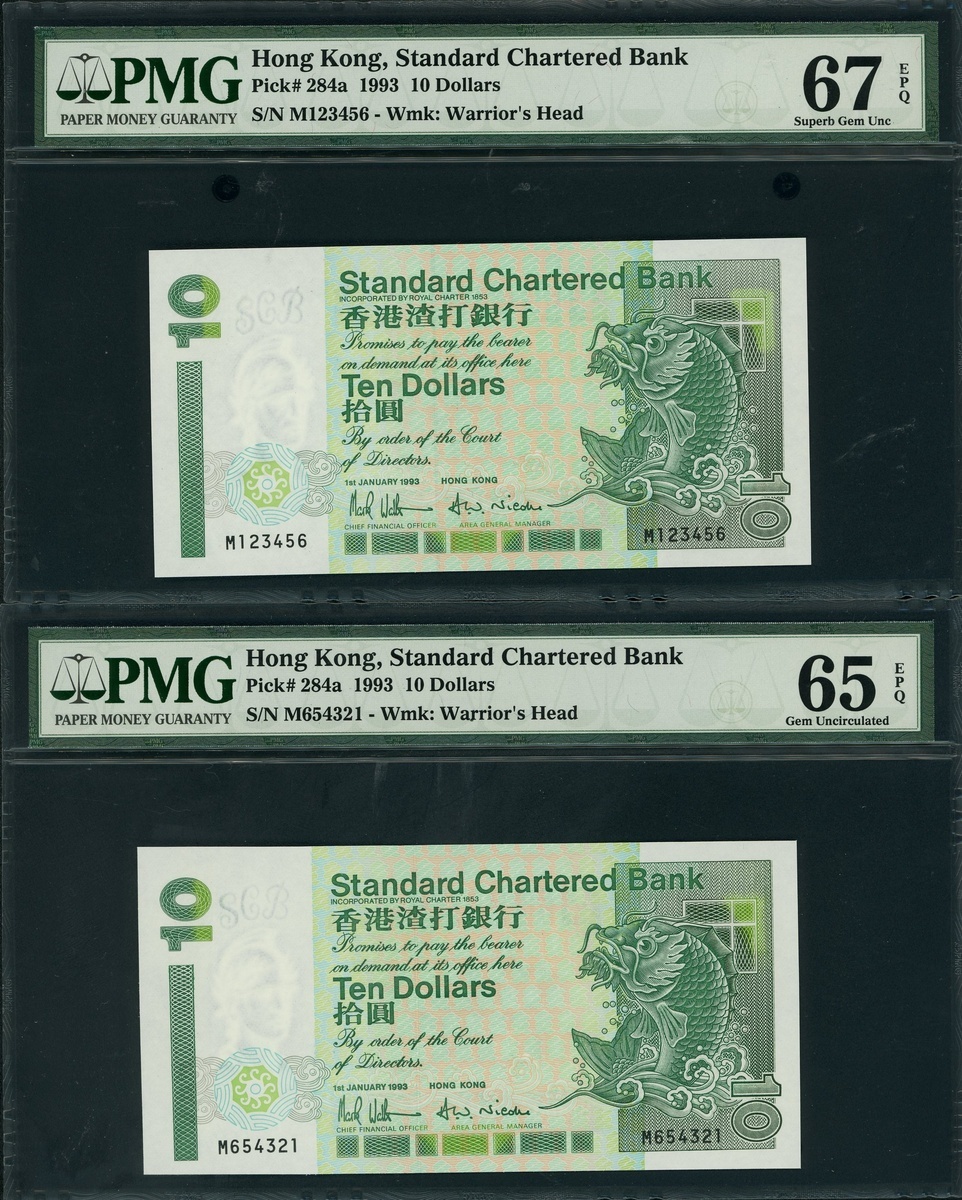 PMG
PAPER MONEY GUARANTY
Hong Kong, Standard Chartered Bank
Pick# 284a 1993 10 Dollars
S/N M123456 - Wmk: Warrior's Head
67
EPQ
Superb Gem Unc
10
SCB
Standard Chartered Bank
INCORPORATED BY ROYAL CHARTER 1853
香港渣打銀行
Promises to pay the bearer
on demand at its office here
Ten Dollars
拾圓
By order of the Court
of Directors.
1st JANUARY 1993 HONG KONG
CHIEF FINANCIAL OFFICER AREA GENERAL MANAGER
M123456
M123456
10
PMG
PAPER MONEY GUARANTY
Hong Kong, Standard Chartered Bank
Pick# 284a 1993 10 Dollars
S/N M654321 - Wmk: Warrior's Head
65
EPQ
Gem Uncirculated
10
SCB
Standard Chartered Bank
INCORPORATED BY ROYAL CHARTER 1853
香港渣打銀行
Promises to pay the bearer
on demand at its office here
Ten Dollars
拾圓
By order of the Court
of Directors.
1st JANUARY 1993 HONG KONG
CHIEF FINANCIAL OFFICER AREA GENERAL MANAGER
M654321
M654321
10